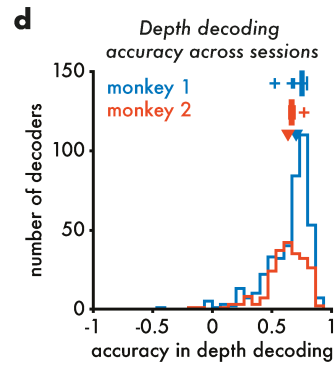 d
Depth decoding
accuracy across sessions
150
monkey 1
monkey 2
100
50
0
number of decoders
-1 -0.5 0 0.5 1
accuracy in depth decoding